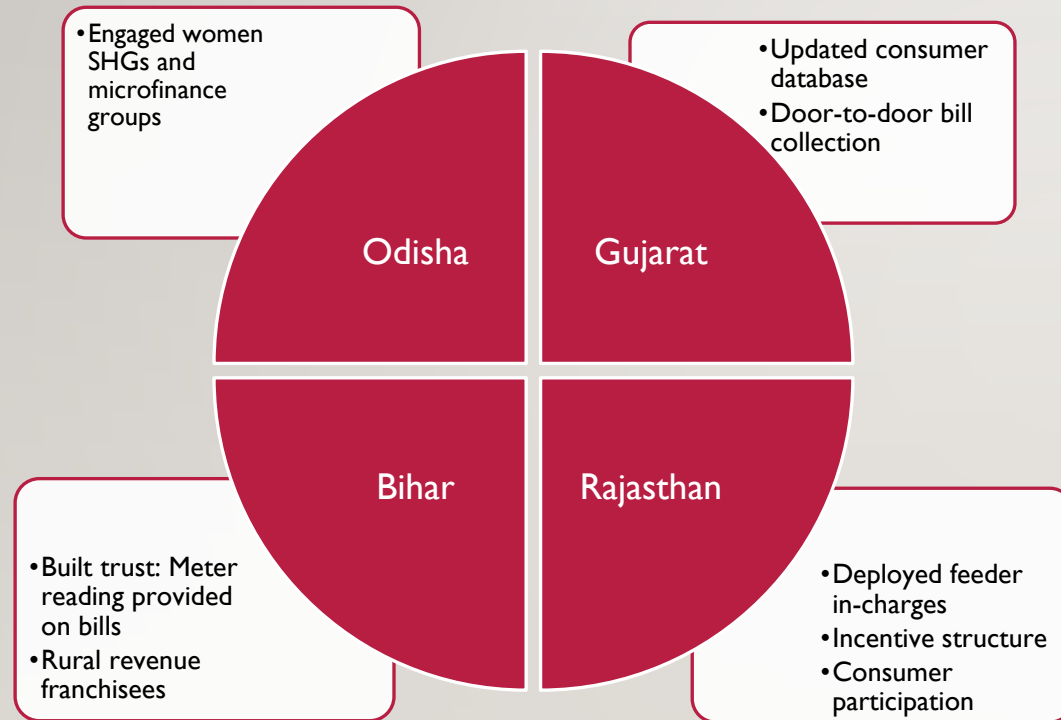 •Engaged women
SHGs and
microfinance
groups
•Updated consumer
database
•Door-to-door bill
collection
Odisha
Gujarat
Bihar
Rajasthan
•Built trust: Meter
reading provided
on bills
•Rural revenue
franchisees
•Deployed feeder
in-charges
•Incentive structure
•Consumer
participation